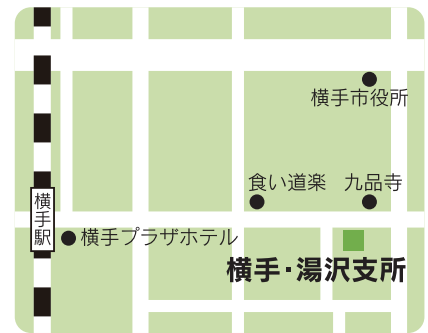 横手市役所
食い道楽
九品寺
横手駅
横手プラザホテル
横手・湯沢支所